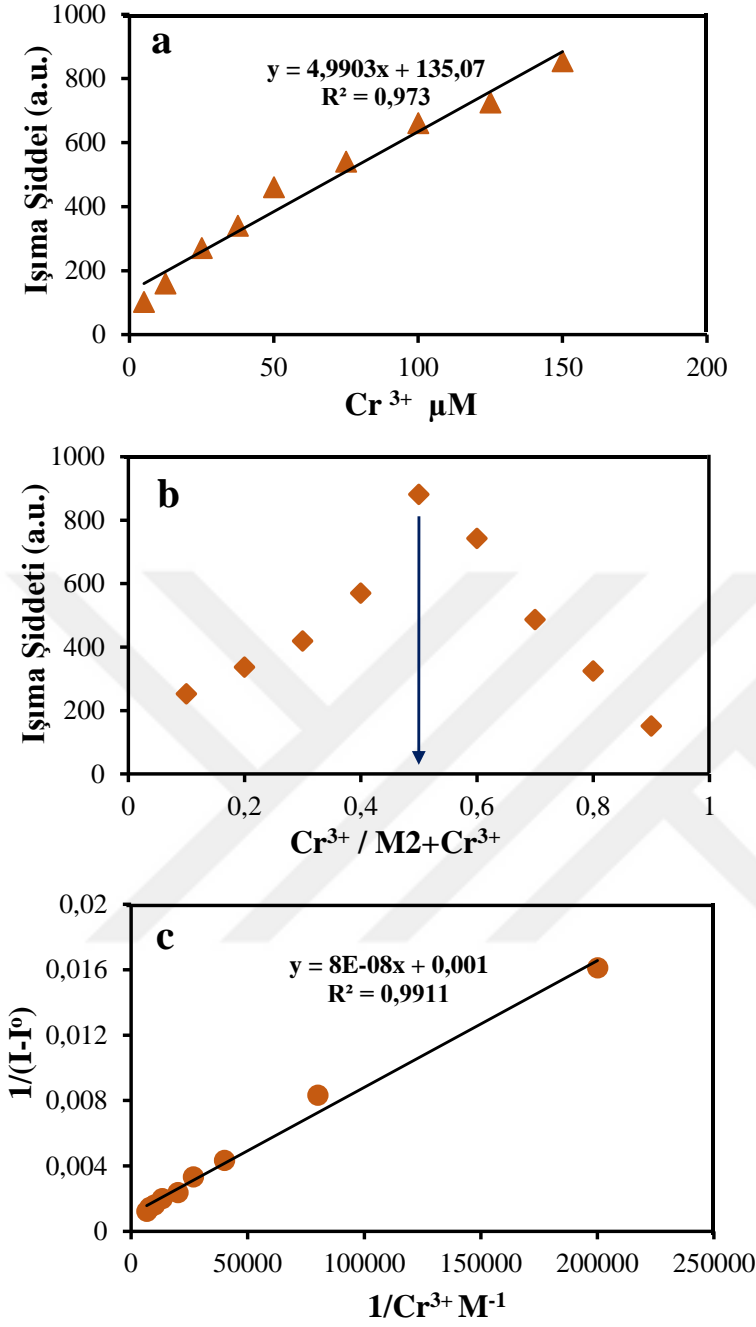 a
y = 4,9903x + 135,07
R² = 0,973
Işıma Şiddei (a.u.)
1000
800
600
400
200
0
0 50 100 150 200
Cr ³⁺ µM
b
Işıma Şiddeti (a.u.)
1000
800
600
400
200
0
0 0,2 0,4 0,6 0,8 1
Cr³⁺ / M2+Cr³⁺
c
y = 8E-08x + 0,001
R² = 0,9911
1/(I-Iº)
0,02
0,016
0,012
0,008
0,004
0
0 50000 100000 150000 200000 250000
1/Cr³⁺ M⁻¹